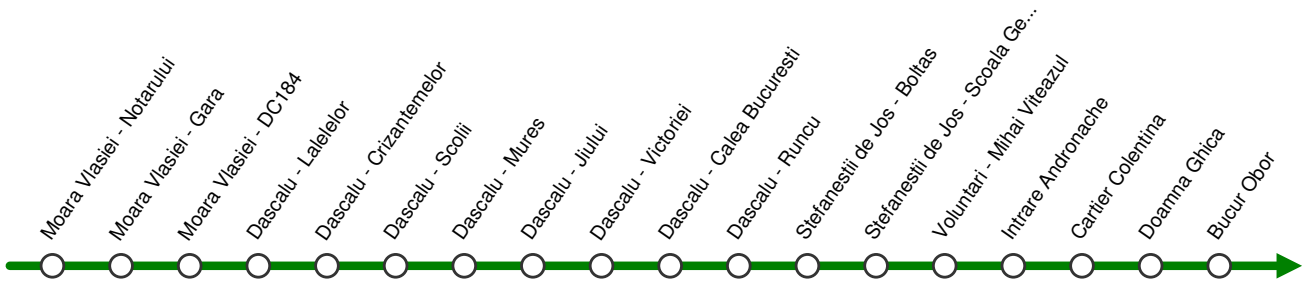 Moara Vlasiei - Notarului
Moara Vlasiei - Gara
Moara Vlasiei - DC184
Dascalu - Lalelelor
Dascalu - Crizantemelor
Dascalu - Scolii
Dascalu - Mures
Dascalu - Jiului
Dascalu - Victoriei
Dascalu - Calea Bucuresti
Dascalu - Runcu
Stefanestii de Jos - Boltas
Stefanestii de Jos - Scoala Ge...
Voluntari - Mihai Viteazul
Intrare Andronache
Cartier Colentina
Doamna Ghica
Bucur Obor